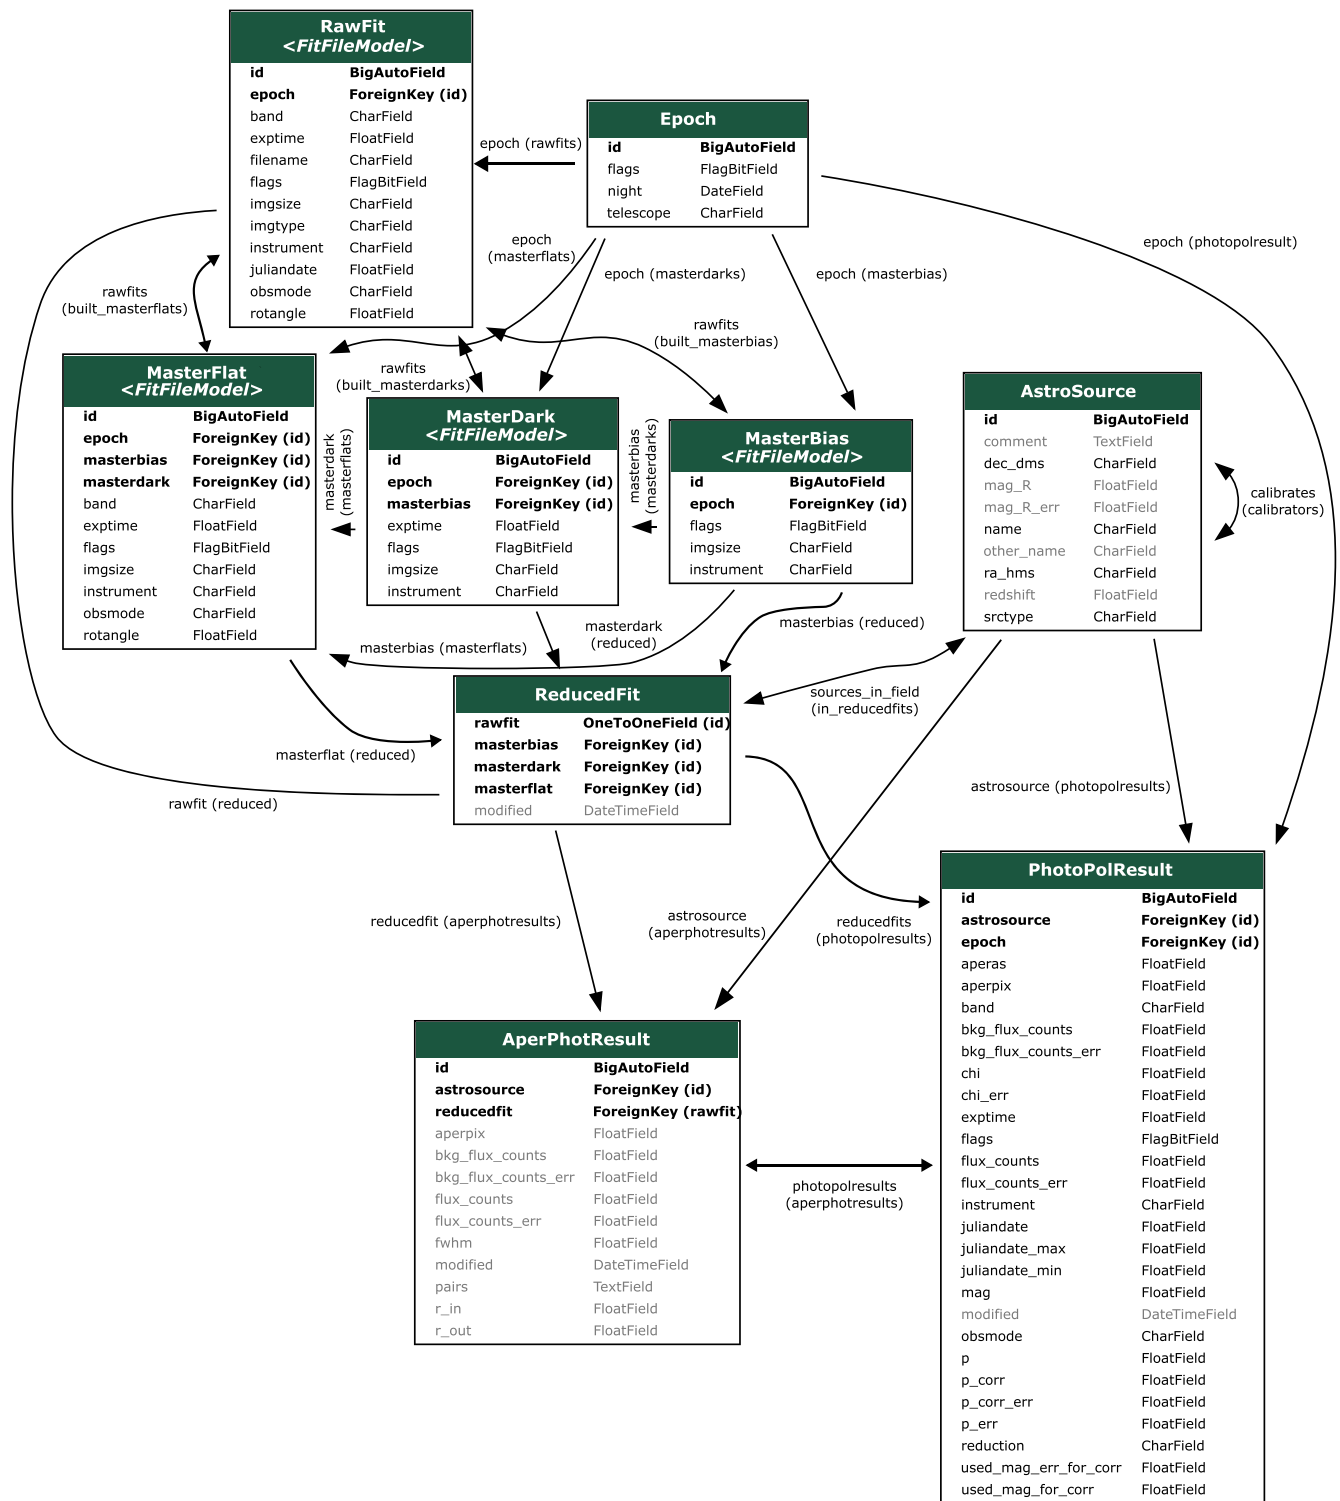 RawFit
<FitFileModel>
id BigAutoField
epoch ForeignKey (id)
band CharField
exptime FloatField
filename CharField
flags FlagBitField
imgsize CharField
imgtype CharField
instrument CharField
juliandate FloatField
obsmode CharField
rotangle FloatField
epoch (rawfits)
Epoch
id BigAutoField
flags FlagBitField
night DateField
telescope CharField
epoch
(masterflats)
epoch (masterdarks)
epoch (masterbias)
epoch (photopolresult)
rawfits
(built_masterflats)
rawfits
(built_masterdarks)
rawfits
(built_masterbias)
MasterFlat
<FitFileModel>
id BigAutoField
epoch ForeignKey (id)
masterbias ForeignKey (id)
masterdark ForeignKey (id)
band CharField
exptime FloatField
flags FlagBitField
imgsize CharField
instrument CharField
obsmode CharField
rotangle FloatField
masterdark
(masterflats)
MasterDark
<FitFileModel>
id BigAutoField
epoch ForeignKey (id)
masterbias ForeignKey (id)
exptime FloatField
flags FlagBitField
imgsize CharField
instrument CharField
masterbias
(masterdarks)
MasterBias
<FitFileModel>
id BigAutoField
epoch ForeignKey (id)
flags FlagBitField
imgsize CharField
instrument CharField
AstroSource
id BigAutoField
comment TextField
dec_dms CharField
mag_R FloatField
mag_R_err FloatField
name CharField
other_name CharField
ra_hms CharField
redshift FloatField
srctype CharField
calibrates
(calibrators)
masterbias (masterflats)
masterdark
(reduced)
masterbias (reduced)
sources_in_field
(in_reducedfits)
masterflat (reduced)
rawfit (reduced)
ReducedFit
rawfit OneToOneField (id)
masterbias ForeignKey (id)
masterdark ForeignKey (id)
masterflat ForeignKey (id)
modified DateTimeField
astrosource (photopolresults)
reducedfit (aperphotresults)
astrosource
(aperphotresults)
reducedfits
(photopolresults)
AperPhotResult
id BigAutoField
astrosource ForeignKey (id)
reducedfit ForeignKey (rawfit)
aperpix FloatField
bkg_flux_counts FloatField
bkg_flux_counts_err FloatField
flux_counts FloatField
flux_counts_err FloatField
fwhm FloatField
modified DateTimeField
pairs TextField
r_in FloatField
r_out FloatField
photopolresults
(aperphotresults)
PhotoPolResult
id BigAutoField
astrosource ForeignKey (id)
epoch ForeignKey (id)
aperas FloatField
aperpix FloatField
band CharField
bkg_flux_counts FloatField
bkg_flux_counts_err FloatField
chi FloatField
chi_err FloatField
exptime FloatField
flags FlagBitField
flux_counts FloatField
flux_counts_err FloatField
instrument CharField
juliandate FloatField
juliandate_max FloatField
juliandate_min FloatField
mag FloatField
modified DateTimeField
obsmode CharField
p FloatField
p_corr FloatField
p_corr_err FloatField
p_err FloatField
reduction CharField
used_mag_err_for_corr FloatField
used_mag_for_corr FloatField